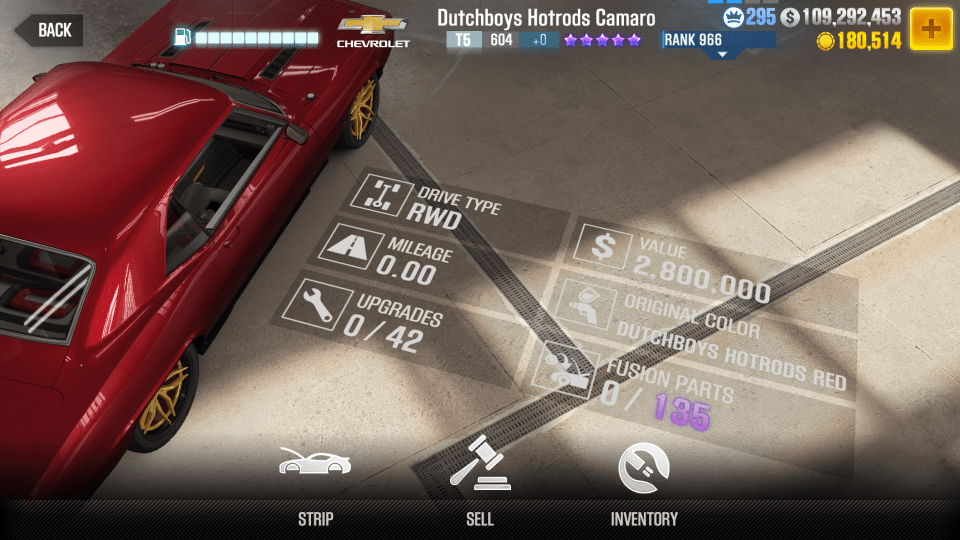 BACK
CHEVROLET
Dutchboys Hotrods Camaro
T5 604 +0
RANK 966
295 109,292,453
180,514
DRIVE TYPE
RWD
MILEAGE
0.00
UPGRADES
0/42
VALUE
2.800,000
ORIGINAL COLOR
DUTCHBOYS HOTRODS RED
FUSION PARTS
0/ 135
STRIP
SELL
INVENTORY